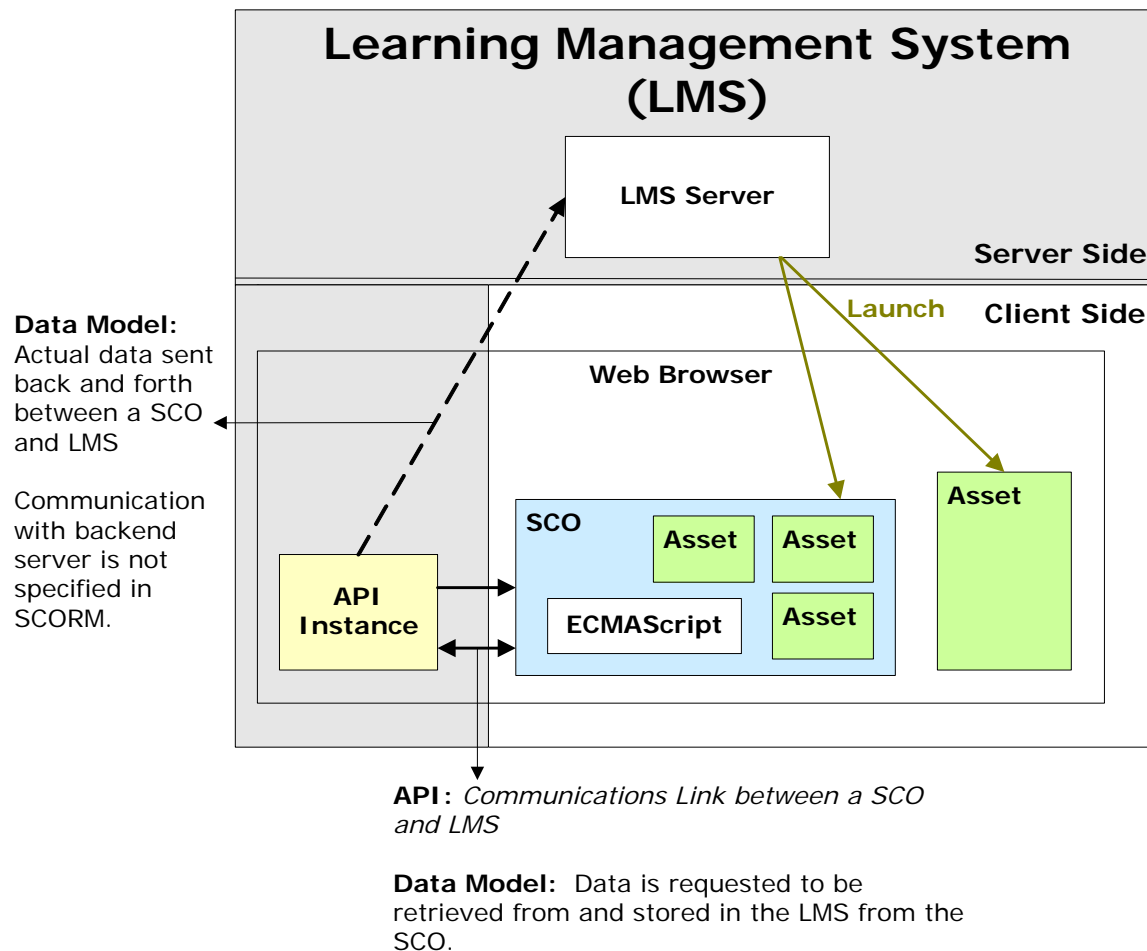 Learning Management System
(LMS)
LMS Server
Server Side
Launch
Client Side
Data Model:
Actual data sent
back and forth
between a SCO
and LMS
Communication
with backend
server is not
specified in
SCORM.
Web Browser
Asset
SCO
Asset
Asset
API
Instance
ECMAScript
Asset
API: Communications Link between a SCO
and LMS
Data Model: Data is requested to be
retrieved from and stored in the LMS from the
SCO.